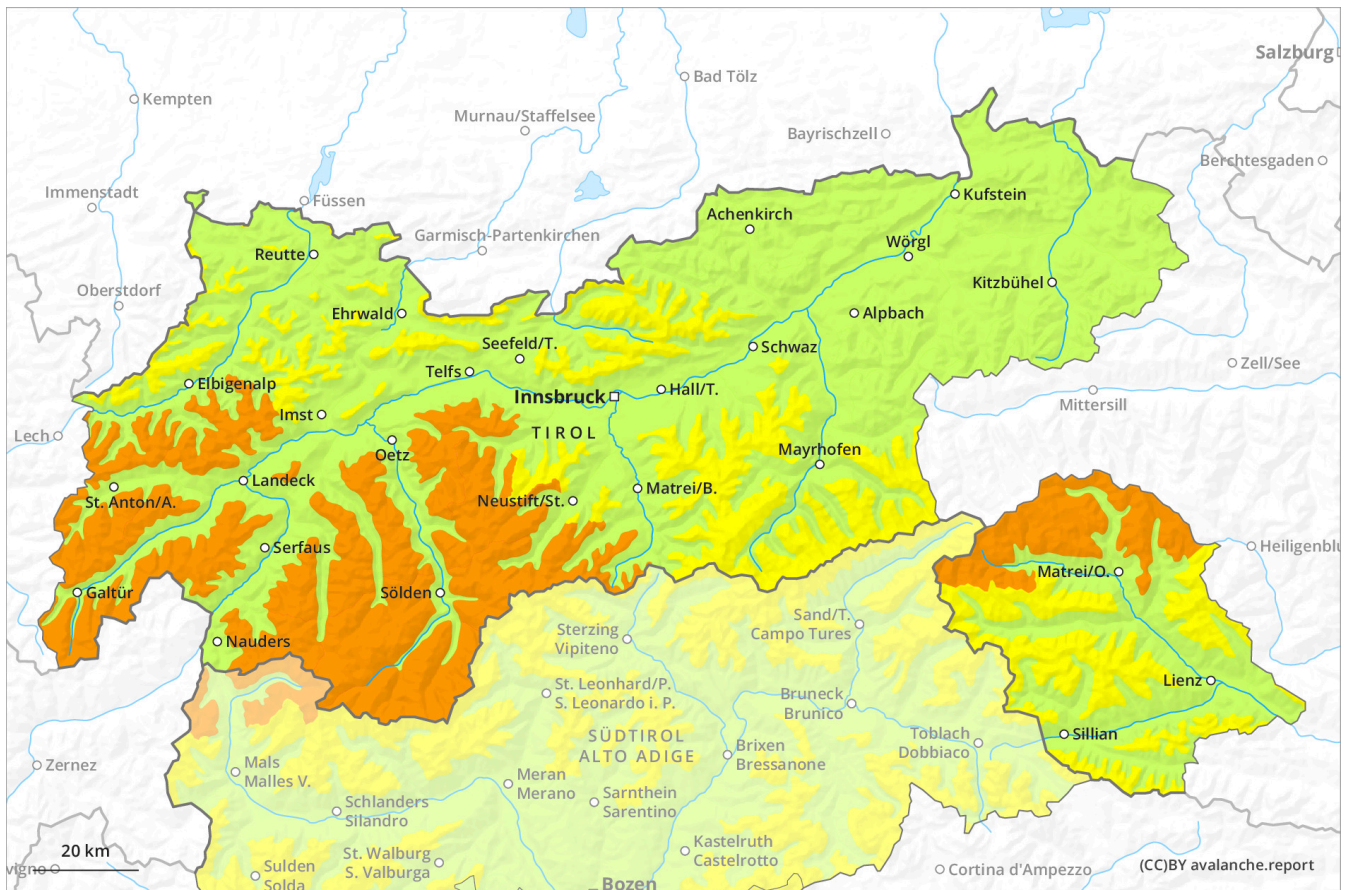 Salzburg
Bad Tölz
Kempten
Murnau/Staffelsee
Bayrischzell
Berchtesgaden
Immenstadt
Füssen
Kufstein
Achenkirch
Garmisch-Partenkirchen
Wörgl
Reutte
Kitzbühel
Oberstdorf
Ehrwald
Alpbach
Seefeld/T.
Schwaz
Zell/See
Telfs
Elbigenalp
Hall/T.
Innsbruck
Mittersill
Imst
TIROL
Lech
Oetz
Mayrhofen
Landeck
Matrei/B.
St. Anton/A.
Neustift/St.
Serfaus
Heiligenblu
Matrei/O.
Galtür
Sölden
Sand/T.
Campo Tures
Sterzing
Vipiteno
Nauders
Lienz
St. Leonhard/P.
S. Leonardo i. P.
Bruneck
Brunico
SÜDTIROL
ALTO ADIGE
Toblach
Dobbiaco
Sillian
Brixen
Bressanone
Zernez
Mals
Malles V.
Meran
Merano
Schlanders
Silandro
Sarnthein
Sarentino
20 km
St. Walburg
S. Valburga
Kastelruth
Castelrotto
vigno
Sulden
Solda
Cortina d'Ampezzo
(CC)BY avalanche.report
Bozen